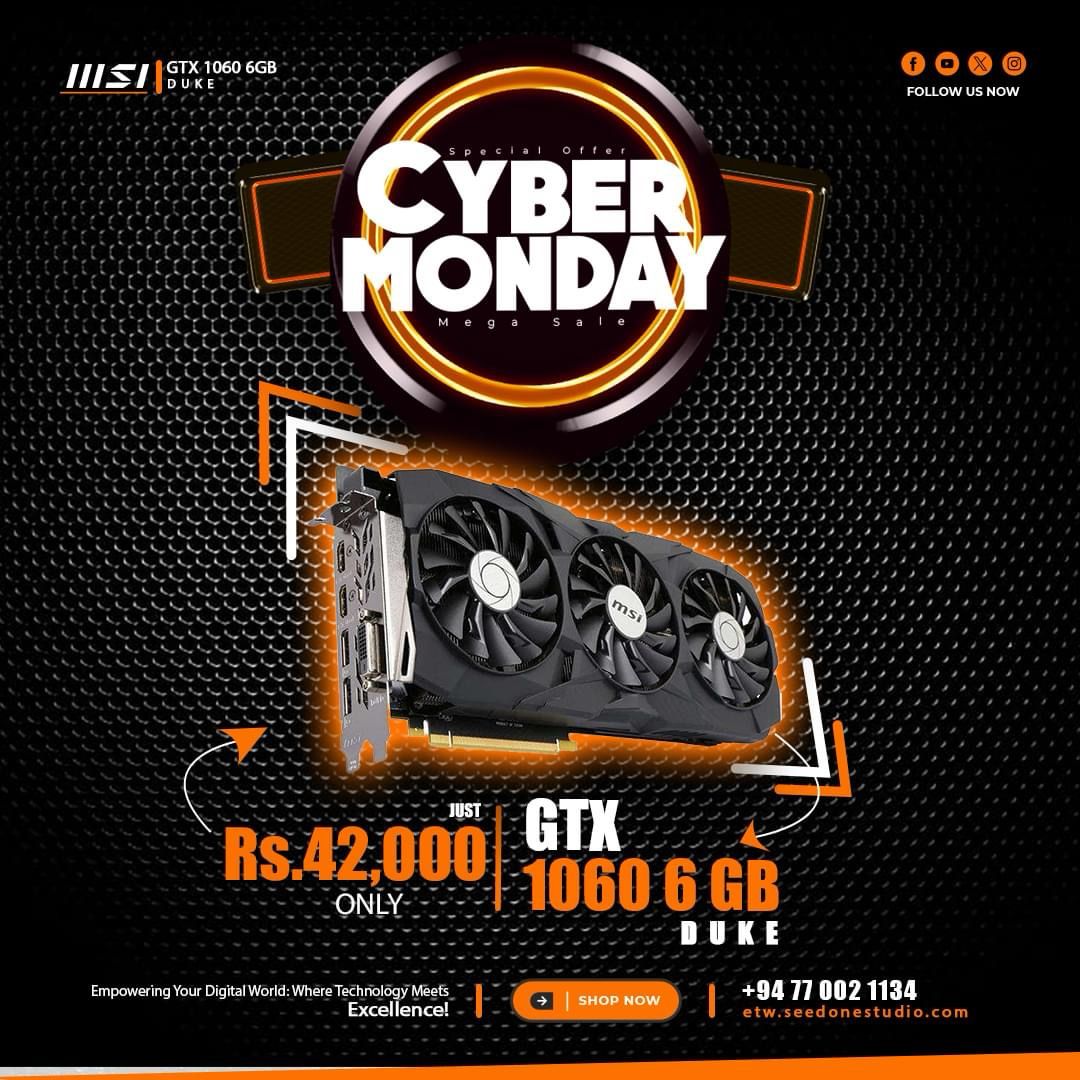 msi
GTX 1060 6GB
DUKE
FOLLOW US NOW
Special Offer
CYBER
MONDAY
Mega Sale
msi
msi
JUST
Rs.42,000
ONLY
GTX
1060 6 GB
DUKE
Empowering Your Digital World: Where Technology Meets
Excellence!
SHOP NOW
+94 77 002 1134
etw.seedonestudio.com